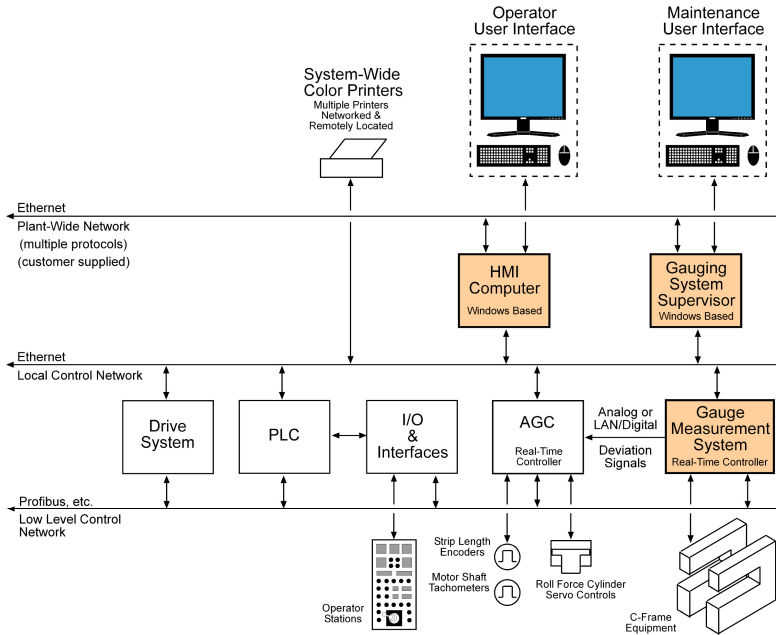 Operator
User Interface
Maintenance
User Interface
System-Wide
Color Printers
Multiple Printers
Networked &
Remotely Located
Ethernet
Plant-Wide Network
(multiple protocols)
(customer supplied)
HMI
Computer
Windows Based
Gauging
System
Supervisor
Windows Based
Ethernet
Local Control Network
Drive
System
PLC
I/O
&
Interfaces
AGC
Real-Time
Controller
Analog or
LAN/Digital
Deviation
Signals
Gauge
Measurement
System
Real-Time Controller
Profibus, etc.
Low Level Control
Network
Operator
Stations
Strip Length
Encoders
Motor Shaft
Tachometers
Roll Force Cylinder
Servo Controls
C-Frame
Equipment